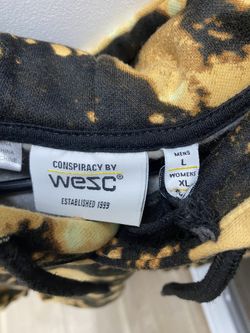 CONSPIRACY BY
WeSC®
ESTABLISHED 1999
MENS
L
WOMENS
XL